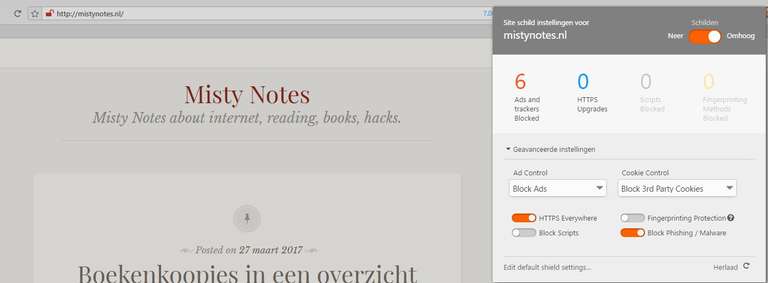 http://mistynotes.nl/
7.0
Misty Notes
Misty Notes about internet, reading, books, hacks.
Posted on 27 maart 2017
Boekenkoopjes in een overzicht
Site schild instellingen voor
mistynotes.nl
Schilden
Neer
Omhoog
6
0
0
0
Ads and
trackers
Blocked
HTTPS
Upgrades
Scripts
Blocked
Fingerprinting
Methods
Blocked
Geavanceerde instellingen
Ad Control
Cookie Control
Block Ads
Block 3rd Party Cookies
HTTPS Everywhere
Fingerprinting Protection
Block Scripts
Block Phishing / Malware
Edit default shield settings...
Herlaad